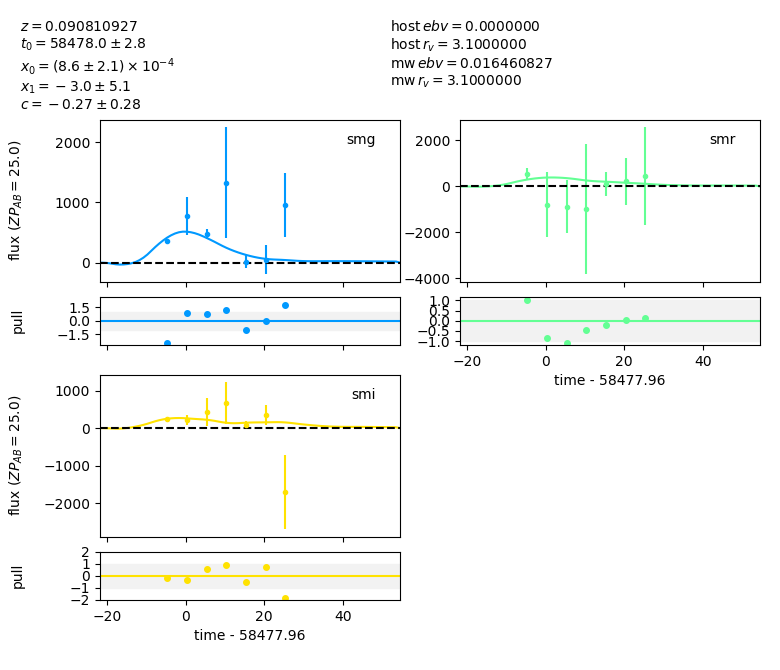 z = 0.090810927
t₀ = 58478.0 ± 2.8
x₀ = (8.6 ± 2.1) × 10⁻⁴
x₁ = −3.0 ± 5.1
c = −0.27 ± 0.28
host ebv = 0.0000000
host r_v = 3.1000000
mw ebv = 0.016460827
mw r_v = 3.1000000
smg
2000
1000
0
flux (ZP_AB = 25.0)
smr
2000
0
−2000
−4000
1.5
0.0
−1.5
pull
1.0
0.5
0.0
−0.5
−1.0
−20
0
20
40
time - 58477.96
smi
1000
0
−1000
−2000
flux (ZP_AB = 25.0)
2
1
0
−1
−2
pull
−20
0
20
40
time - 58477.96